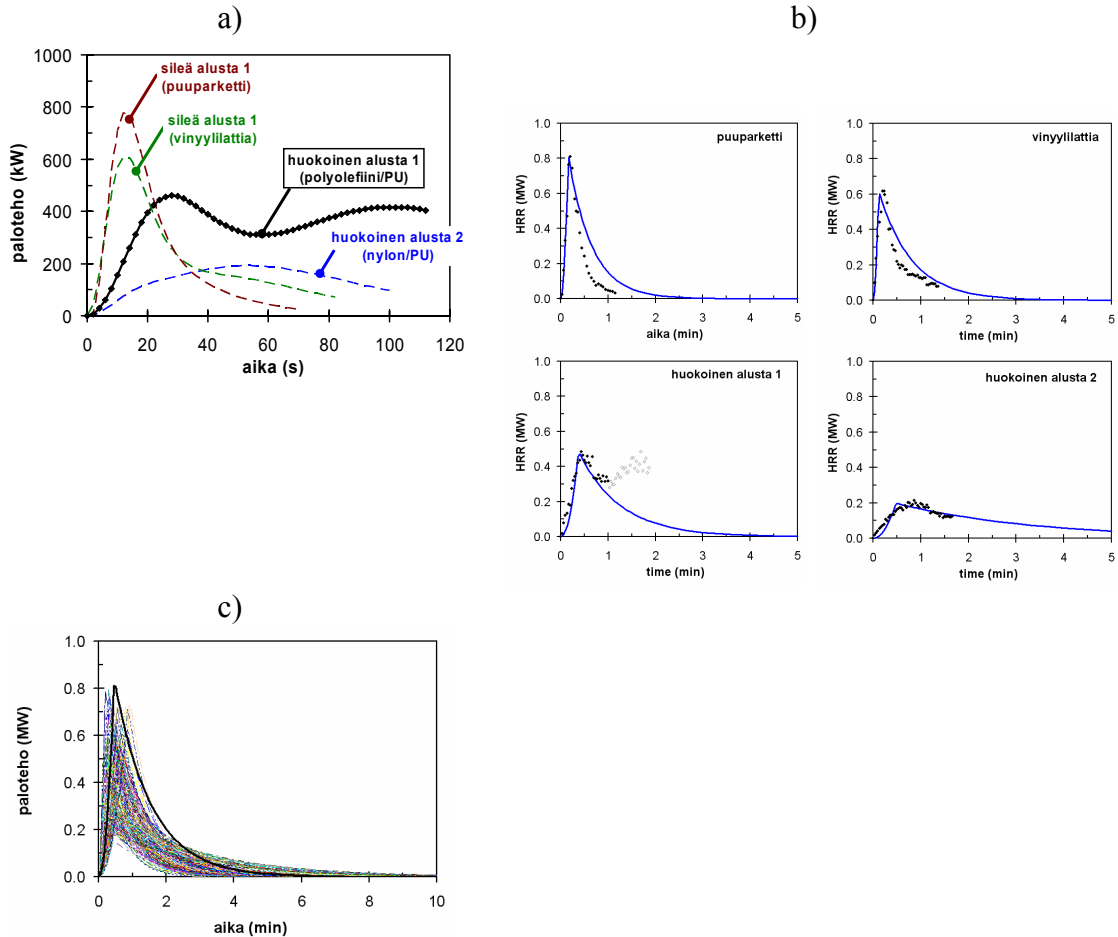 a)
b)
1000
800
600
400
200
0
paloteho (kW)
0 20 40 60 80 100 120
aika (s)
sileä alusta 1
(puuparketti)
sileä alusta 1
(vinyylilattia)
huokoinen alusta 1
(polyolefiini/PU)
huokoinen alusta 2
(nylon/PU)
puuparketti
1.0
0.8
0.6
0.4
0.2
0.0
HRR (MW)
0 1 2 3 4 5
aika (min)
vinyylilattia
1.0
0.8
0.6
0.4
0.2
0.0
HRR (MW)
0 1 2 3 4 5
time (min)
huokoinen alusta 1
1.0
0.8
0.6
0.4
0.2
0.0
HRR (MW)
0 1 2 3 4 5
time (min)
huokoinen alusta 2
1.0
0.8
0.6
0.4
0.2
0.0
HRR (MW)
0 1 2 3 4 5
time (min)
c)
1.0
0.8
0.6
0.4
0.2
0.0
paloteho (MW)
0 2 4 6 8 10
aika (min)